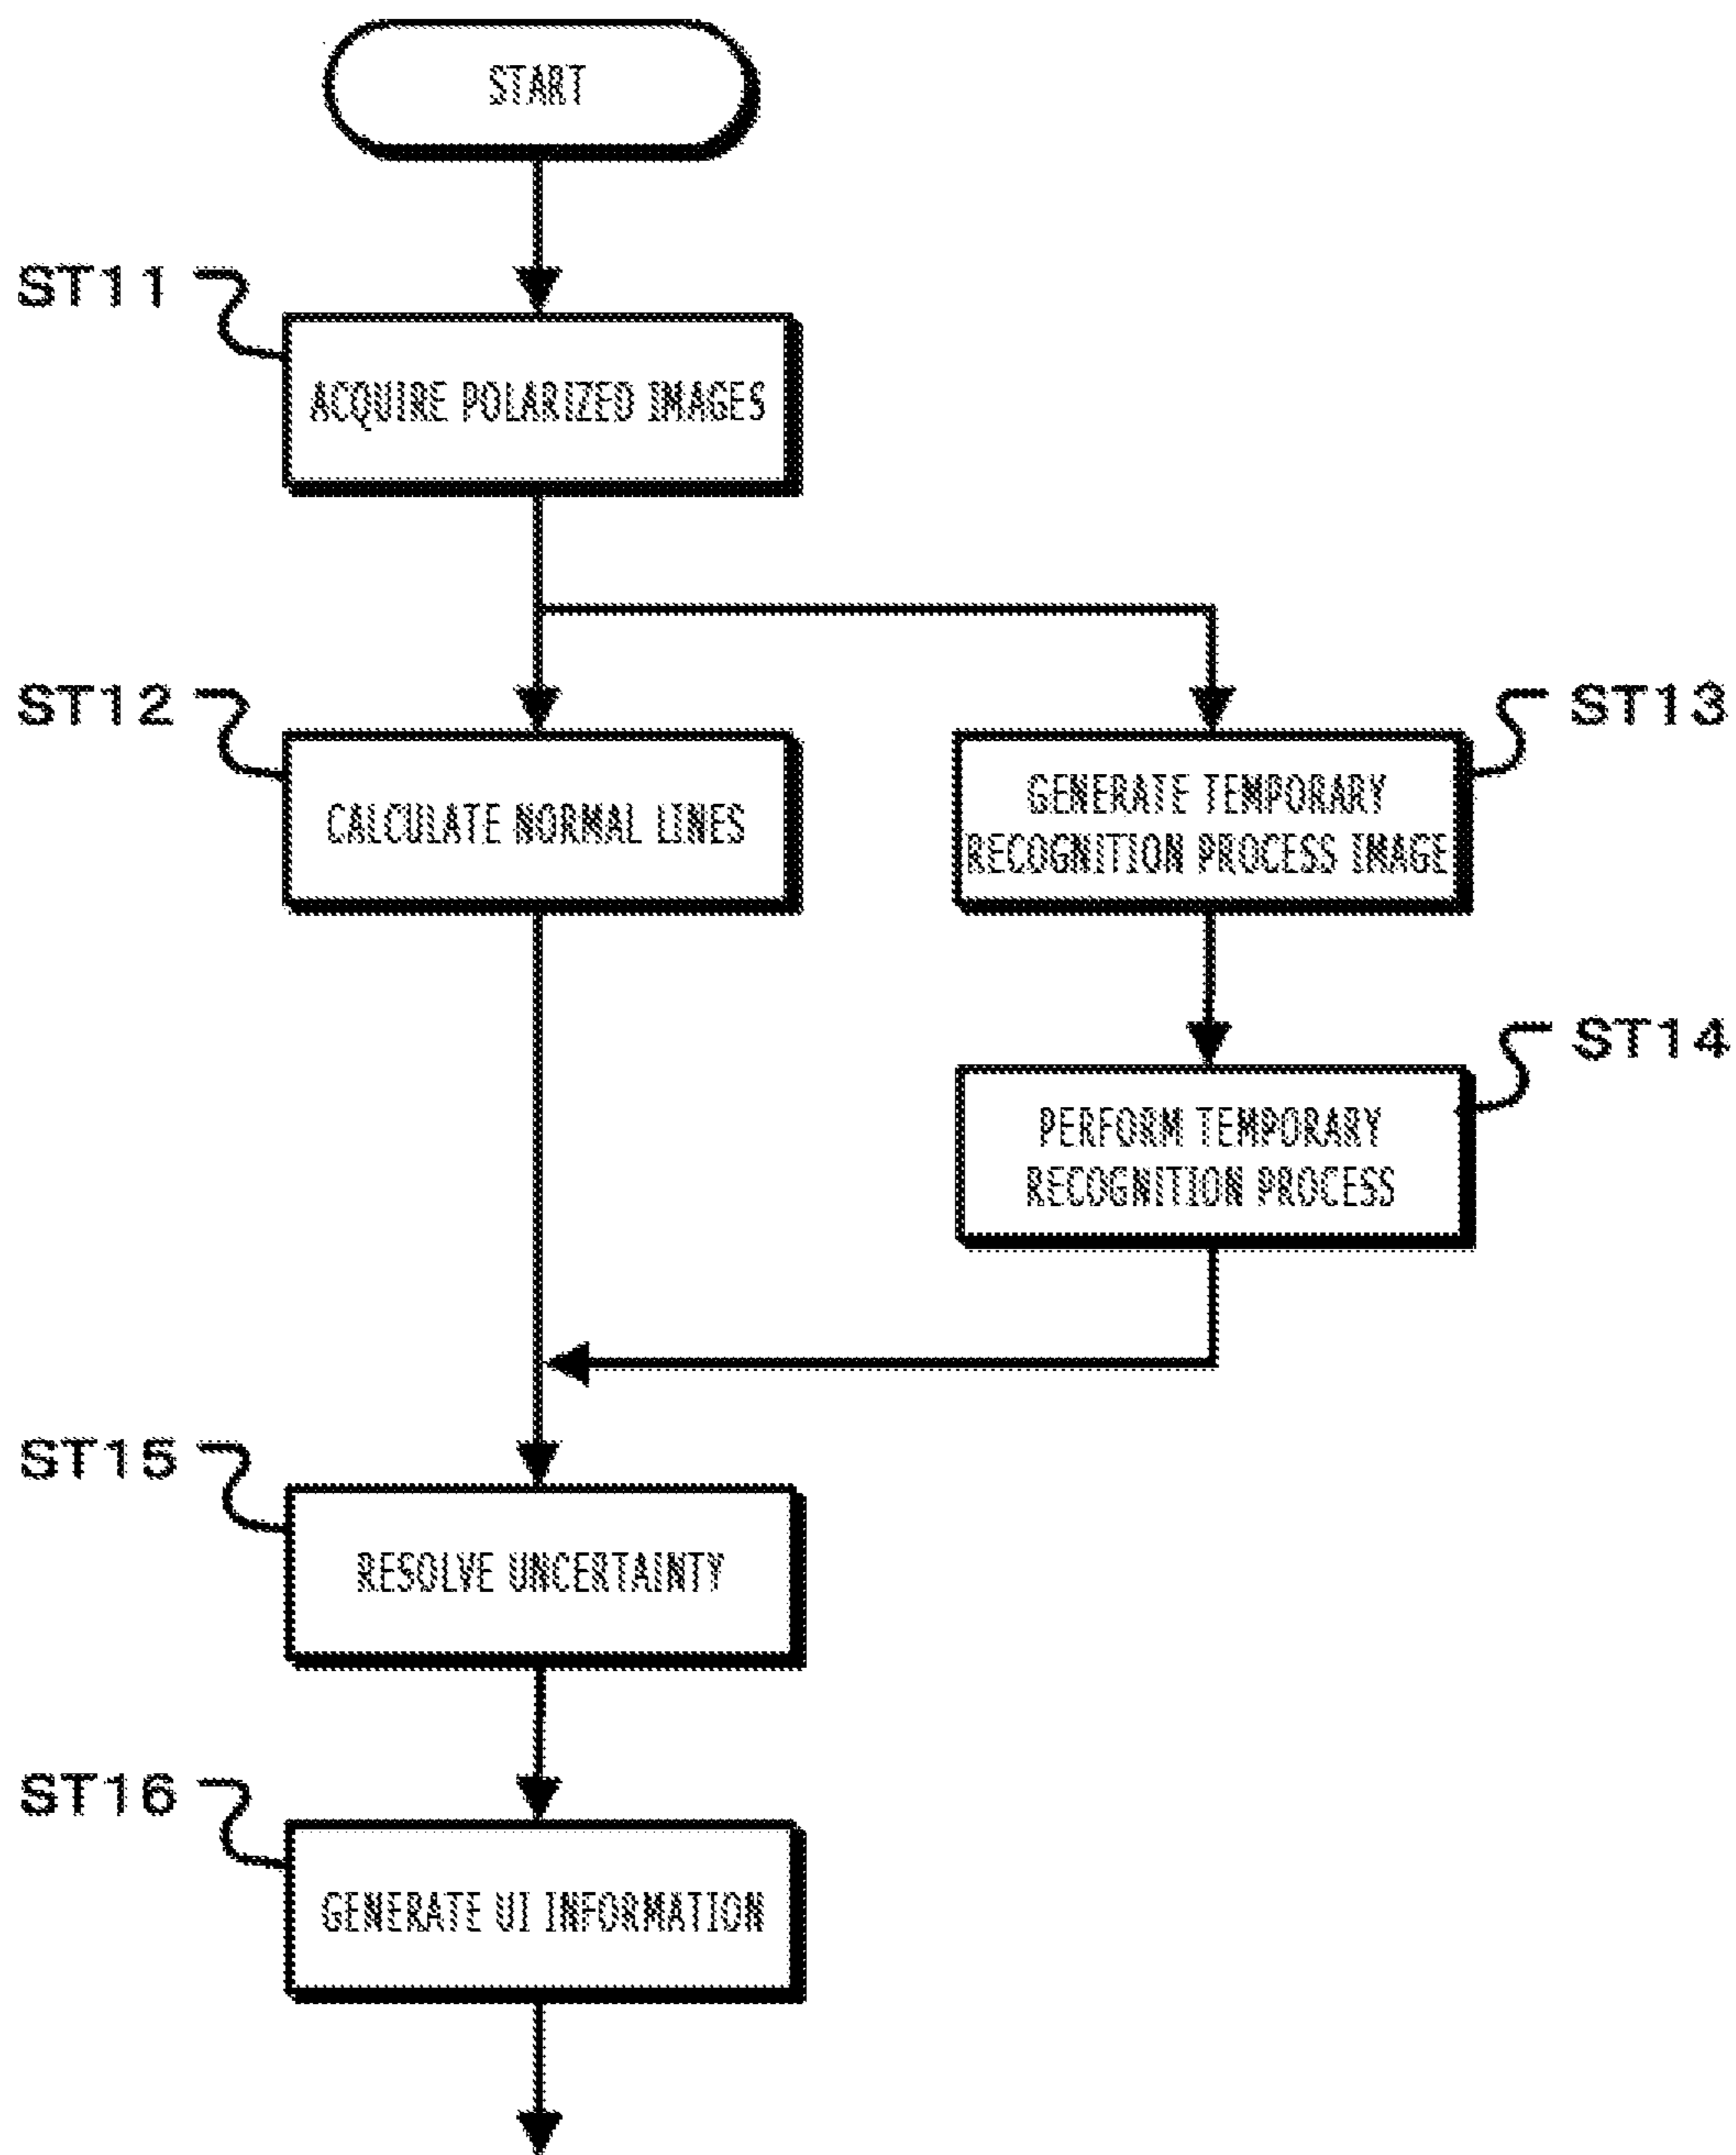 START
ST11
ACQUIRE POLARIZED IMAGES
ST12
CALCULATE NORMAL LINES
ST13
GENERATE TEMPORARY
RECOGNITION PROCESS IMAGE
ST14
PERFORM TEMPORARY
RECOGNITION PROCESS
ST15
RESOLVE UNCERTAINTY
ST16
GENERATE UI INFORMATION